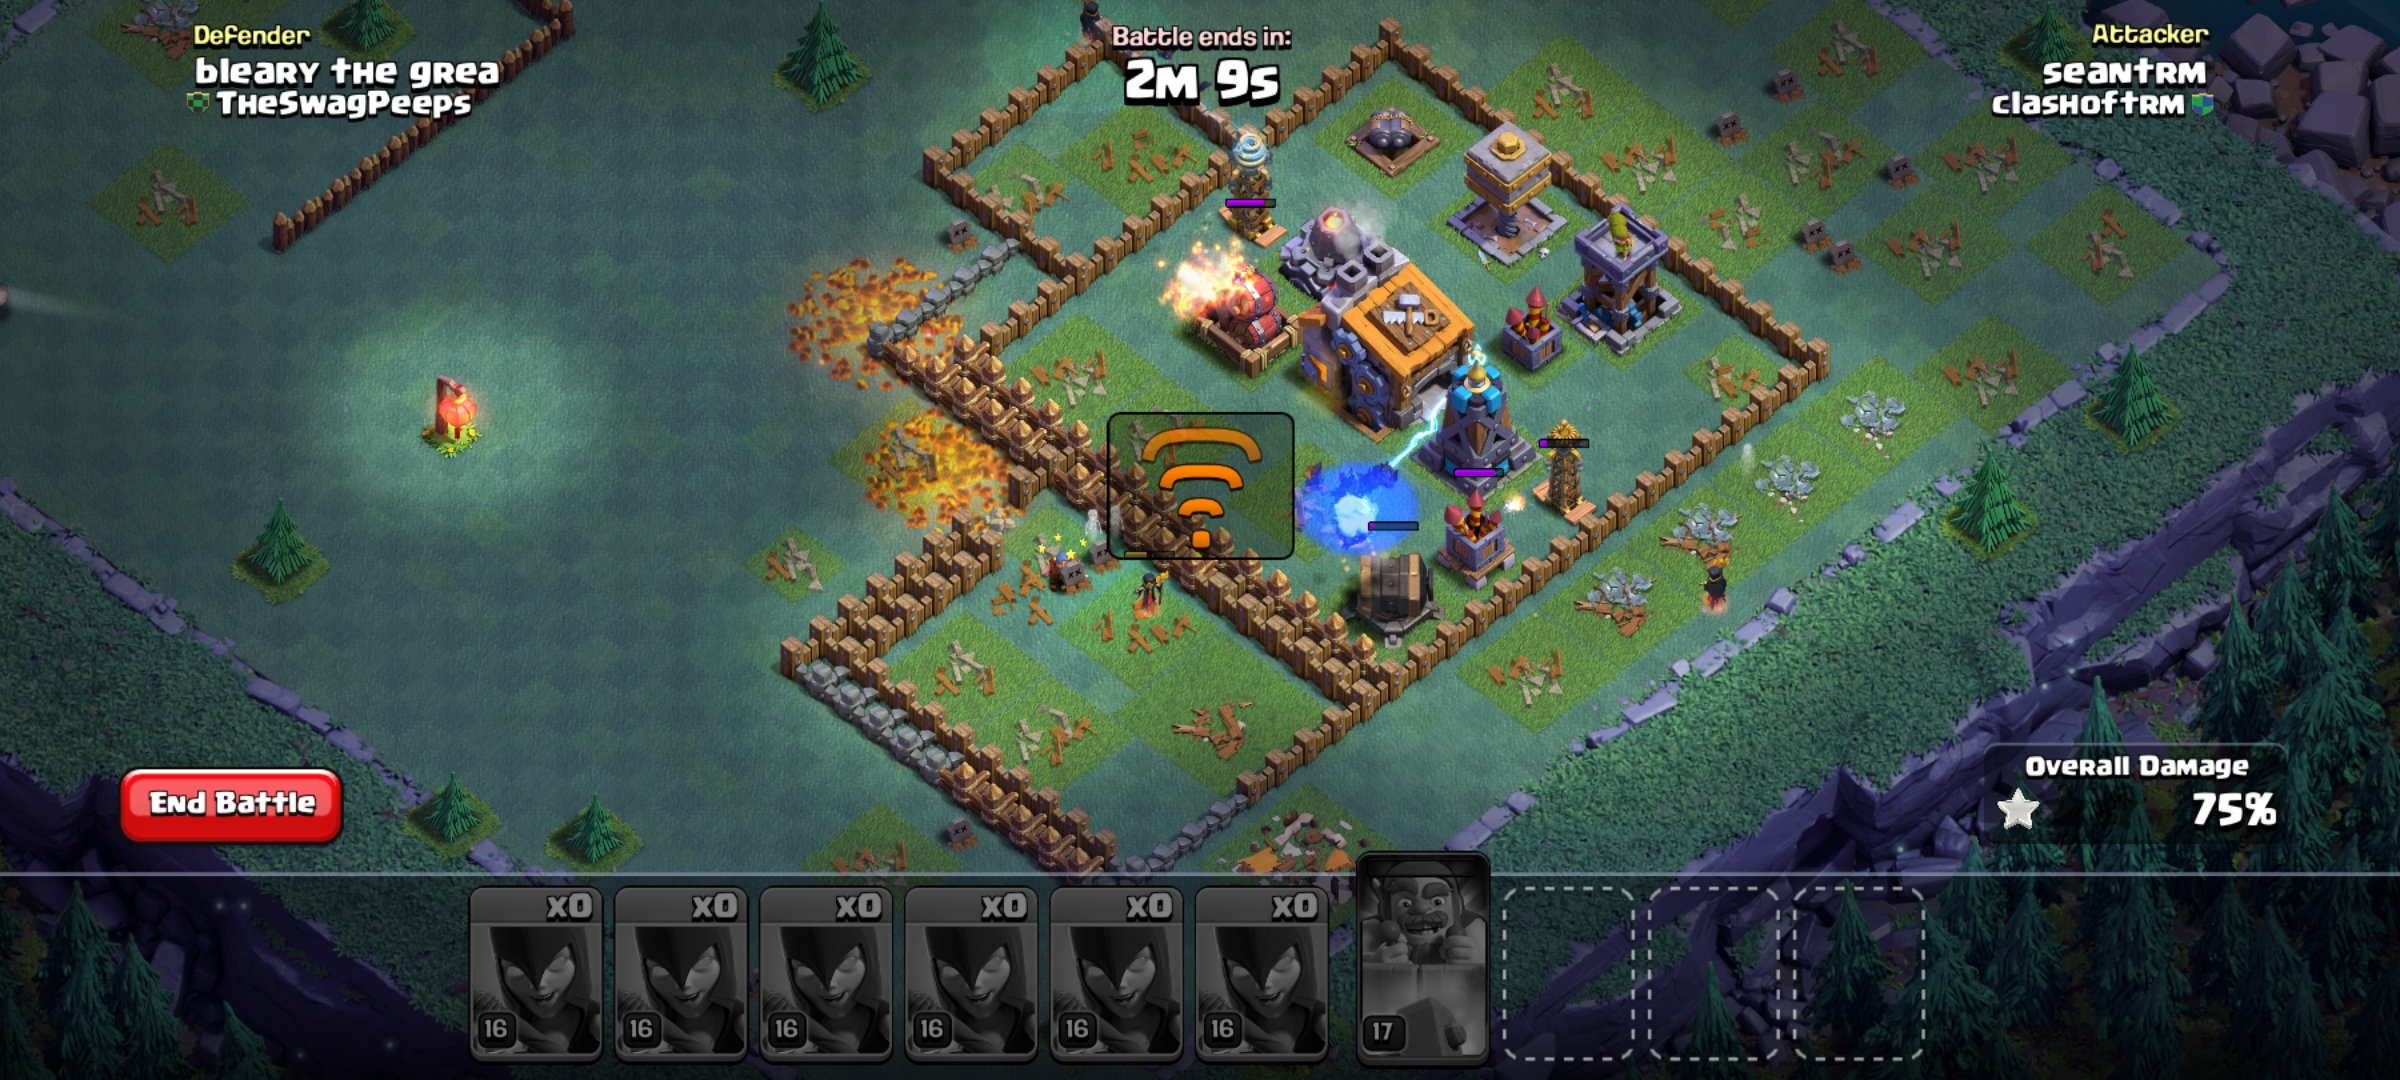 Defender
bleary the grea
TheSwagPeeps
Battle ends in:
2m 9s
Attacker
seantrm
clashoftrm
End Battle
Overall Damage
75%
x0
x0
x0
x0
x0
x0
16
16
16
16
16
16
17